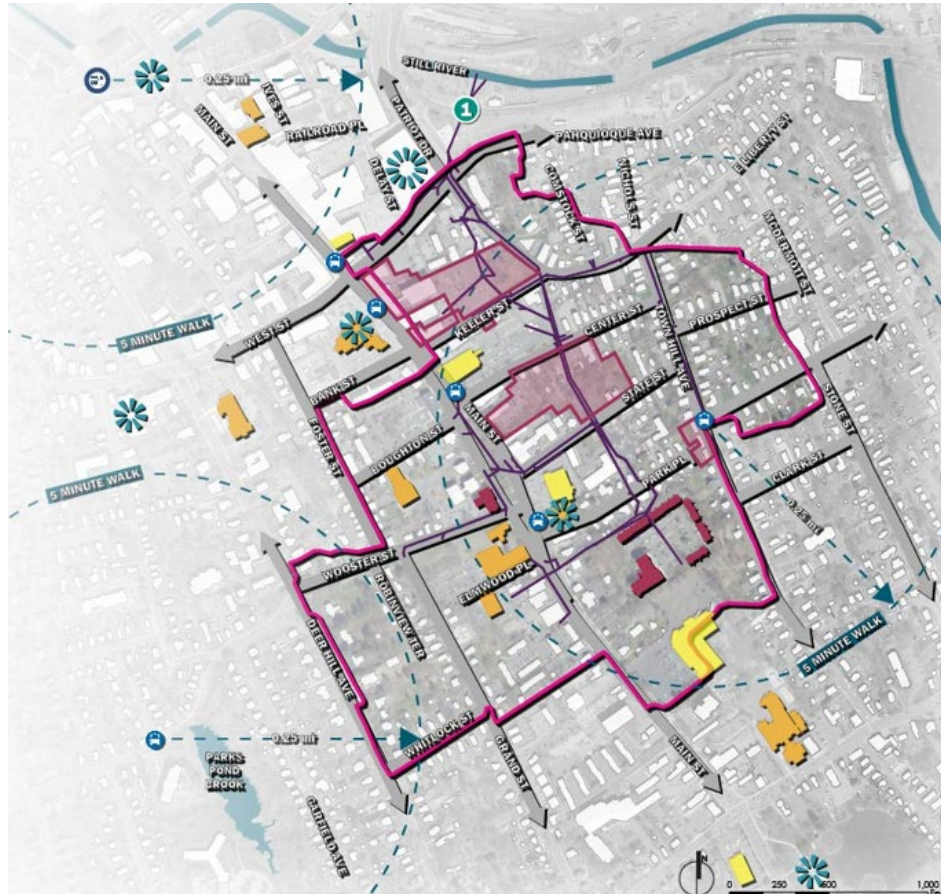 STILL RIVER
0.25 mi
IVES ST
MAIN ST
RAILROAD PL
PATRIOT DR
1
PAHQUIOQUE AVE
DELAY ST
COMSTOCK ST
NICHOLS ST
E LIBERTY ST
MCDERMOTT ST
5 MINUTE WALK
WEST ST
KEELER ST
CENTER ST
TOWN HILL AVE
PROSPECT ST
BANK ST
MAIN ST
STATE ST
STONE ST
FOSTER ST
BOUGHTON ST
5 MINUTE WALK
PARK PL
CLARK ST
0.25 mi
WOOSTER ST
ELMWOOD PL
ROBINVIEW TER
DEER HILL AVE
5 MINUTE WALK
0.25 mi
WHITLOCK ST
PARKS
POND
BROOK
GRAND ST
MAIN ST
GARFIELD AVE
N
0 250 500 1,000